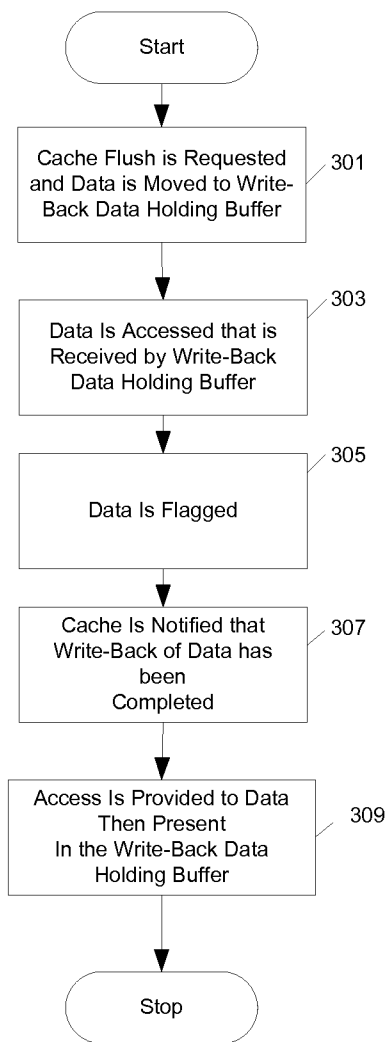 Start
Cache Flush is Requested
and Data is Moved to Write-
Back Data Holding Buffer
301
Data Is Accessed that is
Received by Write-Back
Data Holding Buffer
303
Data Is Flagged
305
Cache Is Notified that
Write-Back of Data has
been
Completed
307
Access Is Provided to Data
Then Present
In the Write-Back Data
Holding Buffer
309
Stop